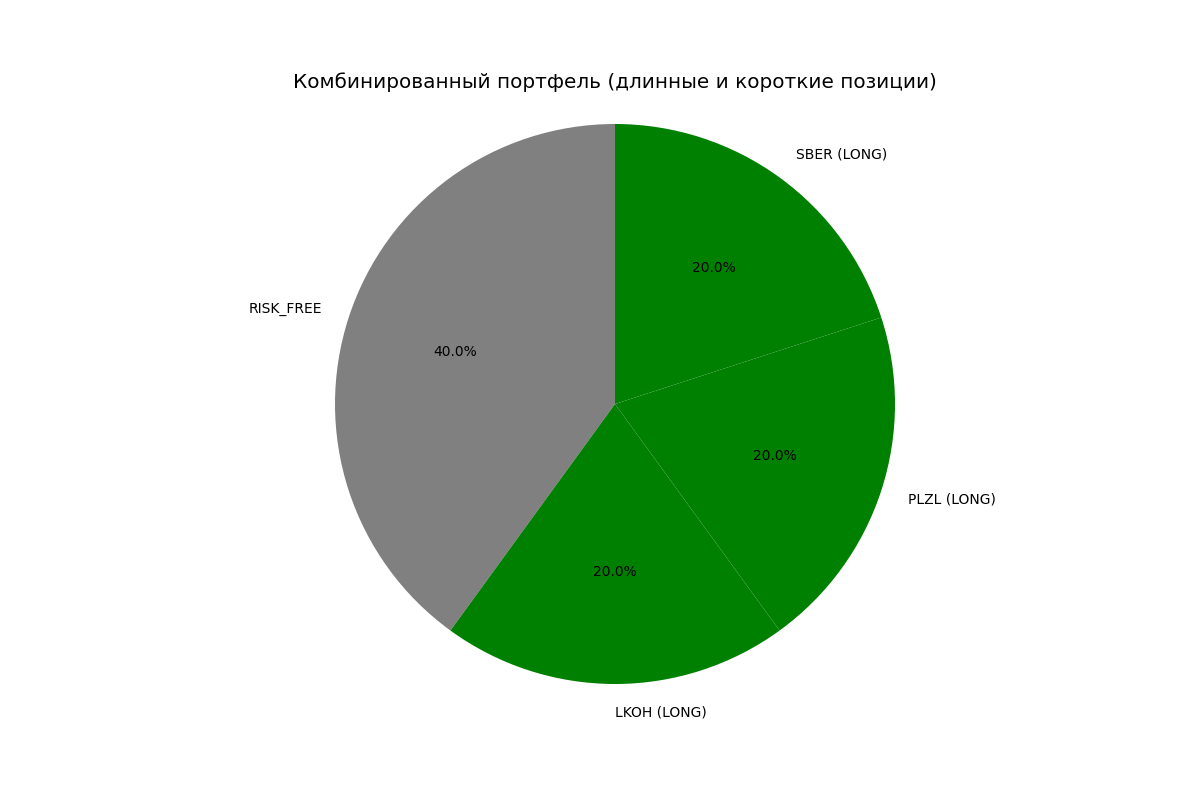 Комбинированный портфель (длинные и короткие позиции)
SBER (LONG)
20.0%
RISK_FREE
40.0%
20.0%
PLZL (LONG)
20.0%
LKOH (LONG)